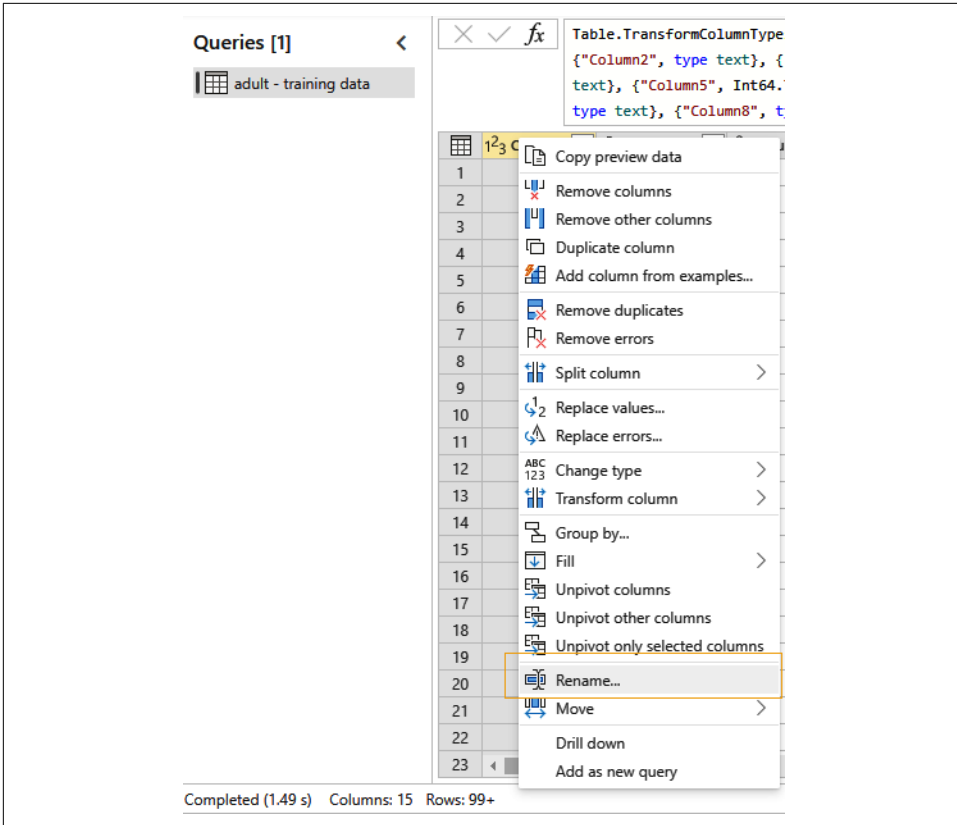 Queries [1]
adult - training data
fx
Table.TransformColumnType
{"Column2", type text}, {
text}, {"Column5", Int64.
type text}, {"Column8", t
123 C
1
2
3
4
5
6
7
8
9
10
11
12
13
14
15
16
17
18
19
20
21
22
23
Copy preview data
Remove columns
Remove other columns
Duplicate column
Add column from examples...
Remove duplicates
Remove errors
Split column
Replace values...
Replace errors...
ABC
123
Change type
Transform column
Group by...
Fill
Unpivot columns
Unpivot other columns
Unpivot only selected columns
Rename...
Move
Drill down
Add as new query
Completed (1.49 s) Columns: 15 Rows: 99+